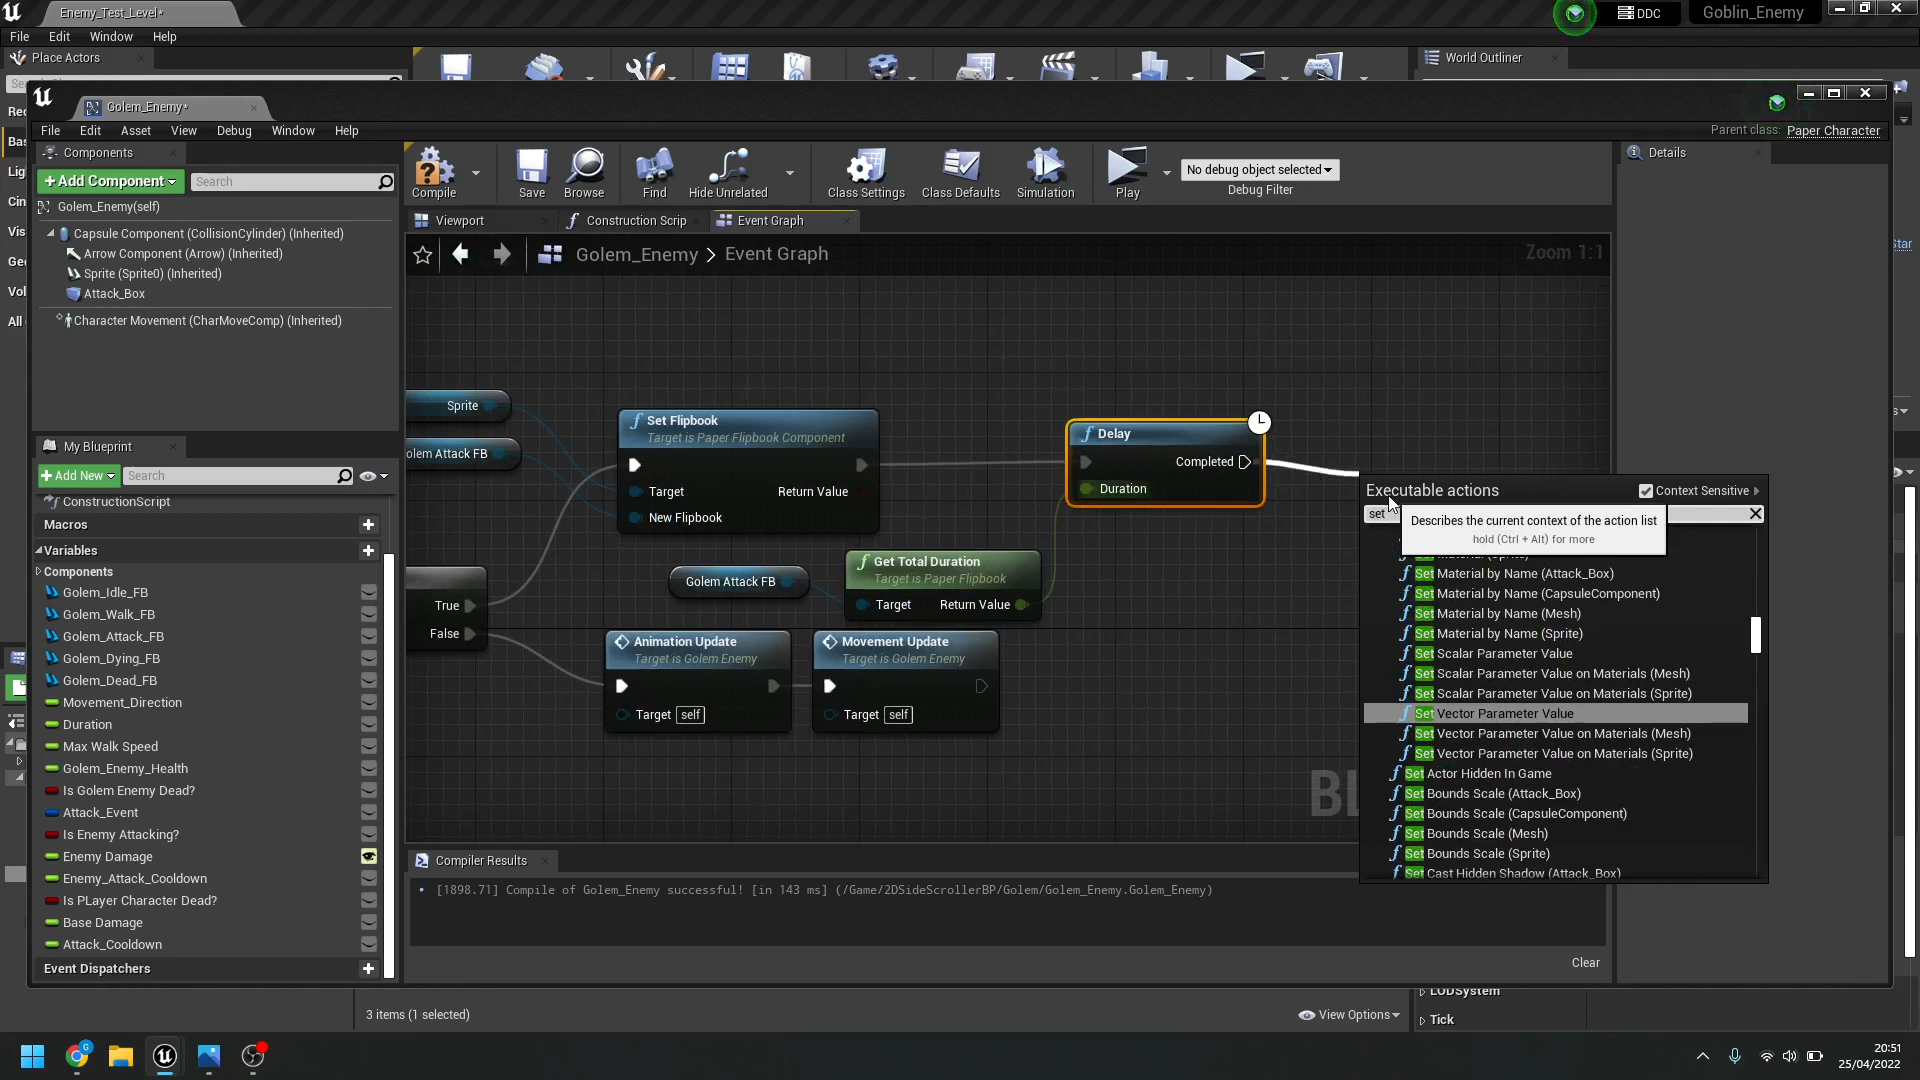 Enemy_Test_Level*
DDC
Goblin_Enemy
File Edit Window Help
Place Actors
World Outliner
Golem_Enemy*
File Edit Asset View Debug Window Help
Parent class: Paper Character
Components
+ Add Component
Search
Golem_Enemy(self)
Capsule Component (CollisionCylinder) (Inherited)
Arrow Component (Arrow) (Inherited)
Sprite (Sprite0) (Inherited)
Attack_Box
Character Movement (CharMoveComp) (Inherited)
Compile
Save
Browse
Find
Hide Unrelated
Class Settings
Class Defaults
Simulation
Play
No debug object selected
Debug Filter
Details
Viewport
Construction Scrip
Event Graph
Golem_Enemy > Event Graph
Zoom 1:1
My Blueprint
+ Add New
Search
ConstructionScript
Macros
Variables
Components
Golem_Idle_FB
Golem_Walk_FB
Golem_Attack_FB
Golem_Dying_FB
Golem_Dead_FB
Movement_Direction
Duration
Max Walk Speed
Golem_Enemy_Health
Is Golem Enemy Dead?
Attack_Event
Is Enemy Attacking?
Enemy Damage
Enemy_Attack_Cooldown
Is PLayer Character Dead?
Base Damage
Attack_Cooldown
Event Dispatchers
Sprite
olem Attack FB
True
False
Set Flipbook
Target is Paper Flipbook Component
Target
Return Value
New Flipbook
Delay
Completed
Duration
Golem Attack FB
Get Total Duration
Target is Paper Flipbook
Target
Return Value
Animation Update
Target is Golem Enemy
Target self
Movement Update
Target is Golem Enemy
Target self
Executable actions
Context Sensitive
set
Describes the current context of the action list
hold (Ctrl + Alt) for more
Set Material by Name (Attack_Box)
Set Material by Name (CapsuleComponent)
Set Material by Name (Mesh)
Set Material by Name (Sprite)
Set Scalar Parameter Value
Set Scalar Parameter Value on Materials (Mesh)
Set Scalar Parameter Value on Materials (Sprite)
Set Vector Parameter Value
Set Vector Parameter Value on Materials (Mesh)
Set Vector Parameter Value on Materials (Sprite)
Set Actor Hidden In Game
Set Bounds Scale (Attack_Box)
Set Bounds Scale (CapsuleComponent)
Set Bounds Scale (Mesh)
Set Bounds Scale (Sprite)
Set Cast Hidden Shadow (Attack_Box)
Compiler Results
[1898.71] Compile of Golem_Enemy successful! [in 143 ms] (/Game/2DSideScrollerBP/Golem/Golem_Enemy.Golem_Enemy)
Clear
LODSystem
3 items (1 selected)
View Options
Tick
20:51
25/04/2022